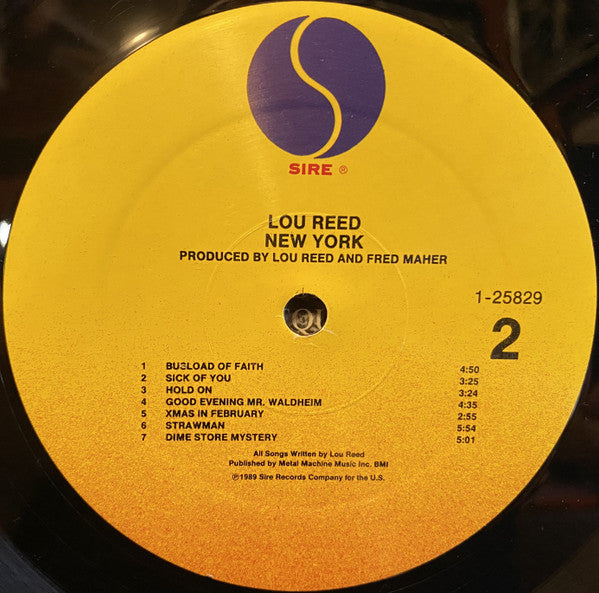 SIRE ®
LOU REED
NEW YORK
PRODUCED BY LOU REED AND FRED MAHER
1-25829
2
1 BUSLOAD OF FAITH 4:50
2 SICK OF YOU 3:25
3 HOLD ON 3:24
4 GOOD EVENING MR. WALDHEIM 4:35
5 XMAS IN FEBRUARY 2:55
6 STRAWMAN 5:54
7 DIME STORE MYSTERY 5:01
All Songs Written by Lou Reed
Published by Metal Machine Music Inc. BMI
℗1989 Sire Records Company for the U.S.